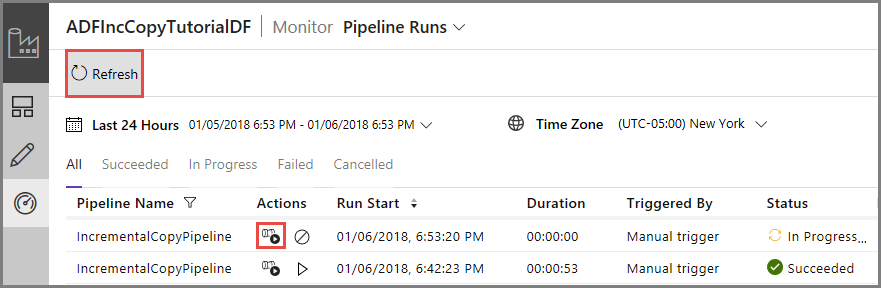 ADFIncCopyTutorialDF Monitor Pipeline Runs
Refresh
Last 24 Hours 01/05/2018 6:53 PM - 01/06/2018 6:53 PM Time Zone (UTC-05:00) New York
All Succeeded In Progress Failed Cancelled
Pipeline Name Actions Run Start Duration Triggered By Status
IncrementalCopyPipeline 01/06/2018, 6:53:20 PM 00:00:00 Manual trigger In Progress...
IncrementalCopyPipeline 01/06/2018, 6:42:23 PM 00:00:53 Manual trigger Succeeded